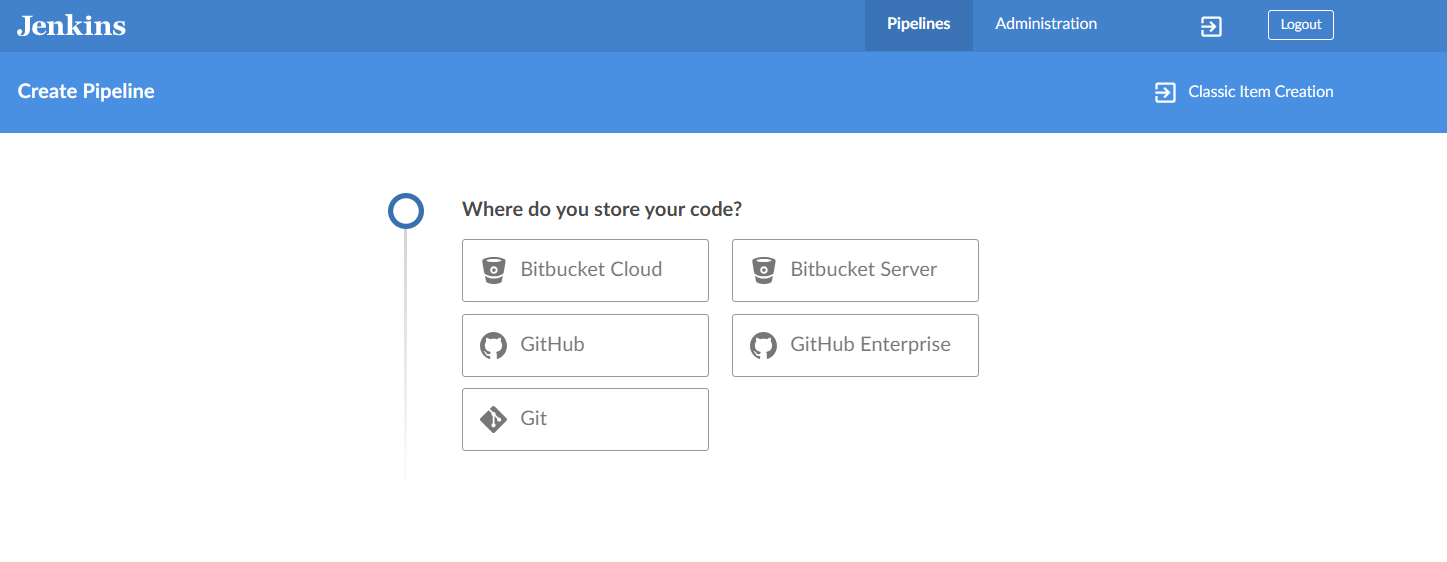 Jenkins
Pipelines
Administration
Logout
Create Pipeline
Classic Item Creation
Where do you store your code?
Bitbucket Cloud
Bitbucket Server
GitHub
GitHub Enterprise
Git